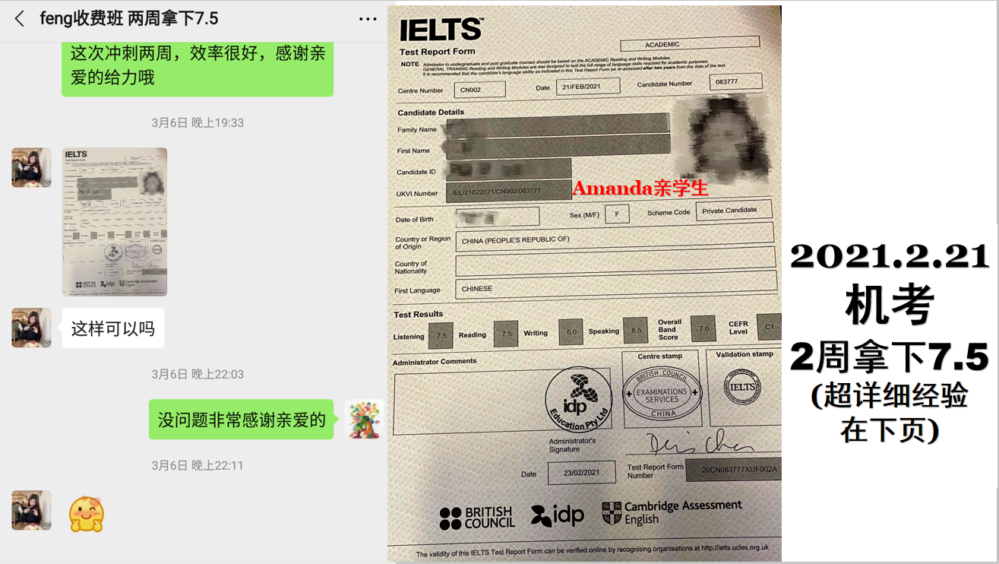 feng收费班 两周拿下7.5
这次冲刺两周，效率很好，感谢亲
爱的给力哦
3月6日 晚上19:33
IELTS
这样可以吗
3月6日 晚上22:03
没问题非常感谢亲爱的
3月6日 晚上22:11
IELTS™
Test Report Form
ACADEMIC
NOTE Admission to undergraduate and post graduate courses should be based on the ACADEMIC Reading and Writing Modules.
GENERAL TRAINING Reading and Writing Modules are not designed to test the full range of language skills required for academic purposes.
It is recommended that the candidate's language ability as indicated in this Test Report Form be re-assessed after two years from the date of the test.
Centre Number CN002 Date 21/FEB/2021 Candidate Number 083777
Candidate Details
Family Name
First Name
Candidate ID
UKVI Number IEL/21022021/CN002/083777
Amanda亲学生
Date of Birth Sex (M/F) F Scheme Code Private Candidate
Country or Region
of Origin CHINA (PEOPLE'S REPUBLIC OF)
Country of
Nationality
First Language CHINESE
Test Results
Listening 7.5 Reading 7.5 Writing 6.0 Speaking 6.5 Overall Band Score 7.0 CEFR Level C1
Administrator Comments
Centre stamp
Validation stamp
idp
Education Pty Ltd
BRITISH COUNCIL
EXAMINATIONS
SERVICES
CHINA
IELTS
Administrator's
Signature
Date 23/02/2021
Test Report Form
Number 20CN083777XUF002A
BRITISH
COUNCIL
idp
Cambridge Assessment
English
The validity of this IELTS Test Report Form can be verified online by recognising organisations at http://ielts.ucles.org.uk
2021.2.21
机考
2周拿下7.5
(超详细经验
在下页)